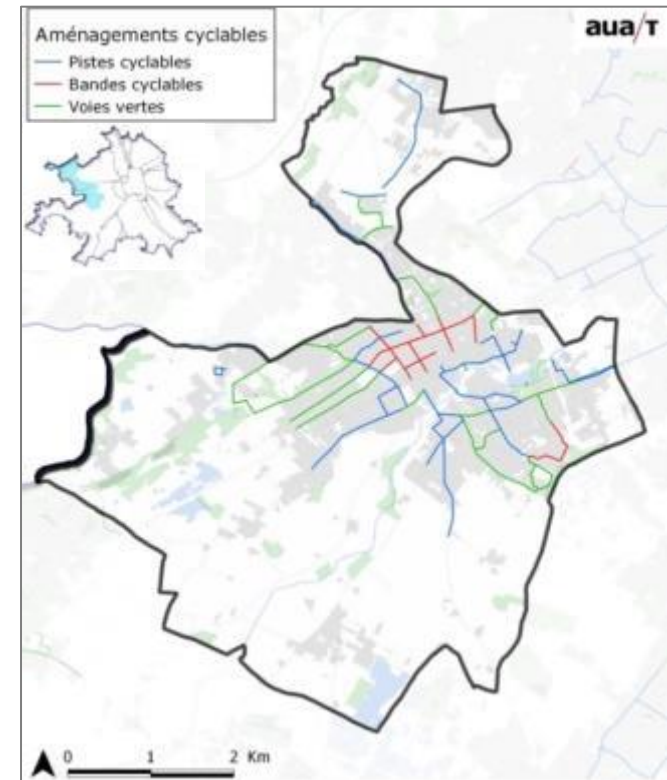 Aménagements cyclables
Pistes cyclables
Bandes cyclables
Voies vertes
aua/T
0 1 2 Km